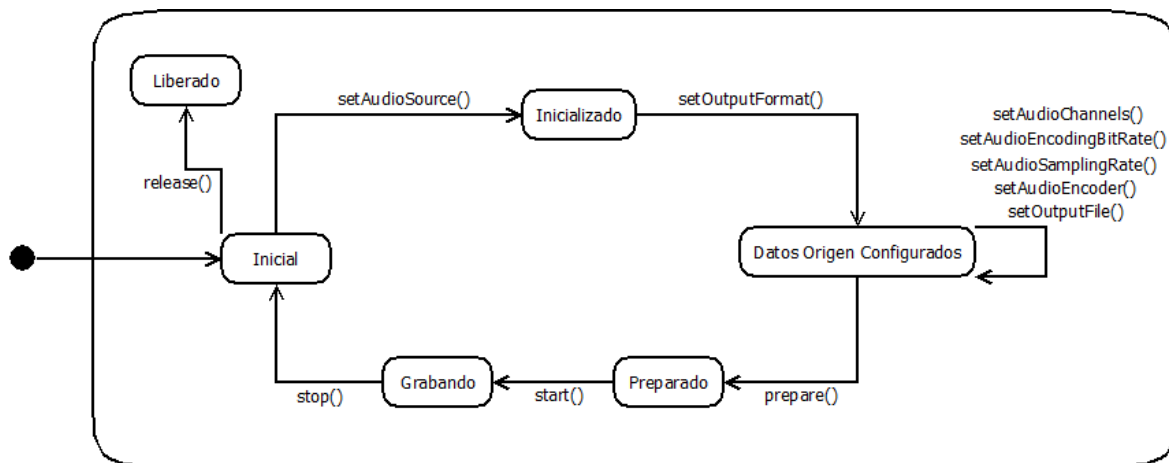 Liberado
setAudioSource()
Inicializado
setOutputFormat()
setAudioChannels()
setAudioEncodingBitRate()
setAudioSamplingRate()
setAudioEncoder()
setOutputFile()
release()
Inicial
Datos Origen Configurados
stop()
Grabando
start()
Preparado
prepare()